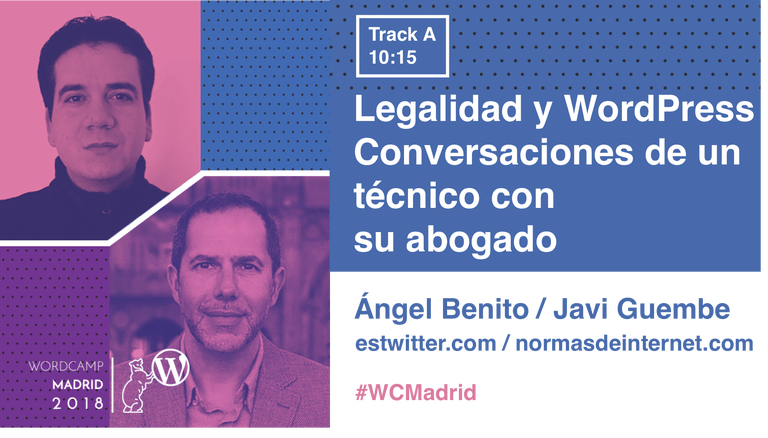 Track A
10:15
Legalidad y WordPress
Conversaciones de un
técnico con
su abogado
Ángel Benito / Javi Guembe
estwitter.com / normasdeinternet.com
#WCMadrid
WORDCAMP
MADRID
2018